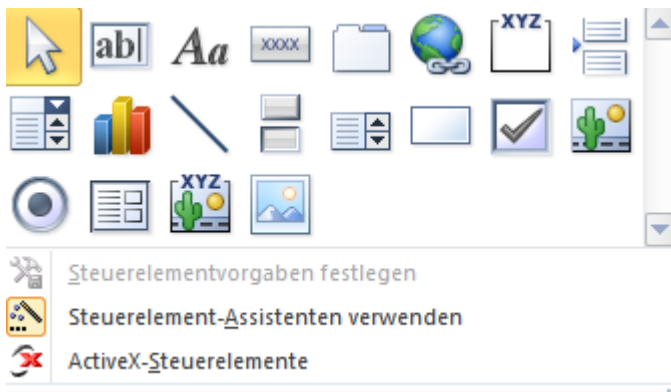 ab| Aa XXXX XYZ
XYZ
Steuerelementvorgaben festlegen
Steuerelement-Assistenten verwenden
ActiveX-Steuerelemente